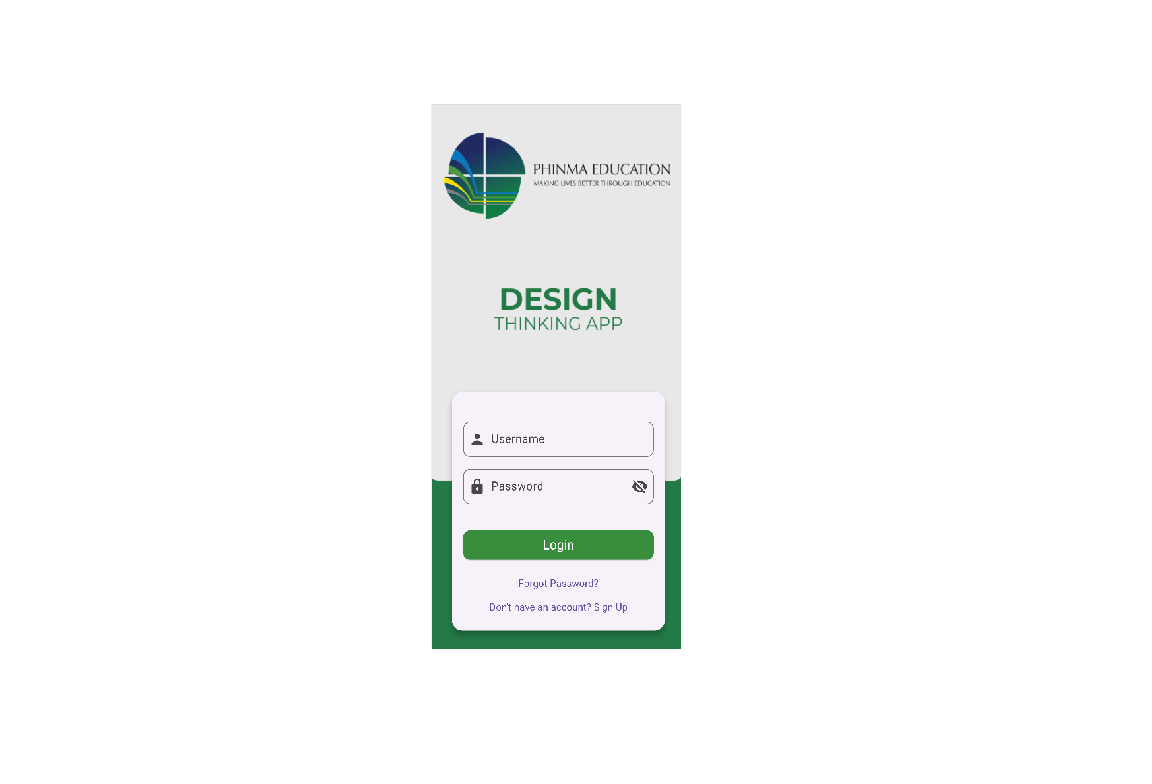 PHINMA EDUCATION
MAKING LIVES BETTER THROUGH EDUCATION
DESIGN
THINKING APP
Username
Password
Login
Forgot Password?
Don't have an account? Sign Up